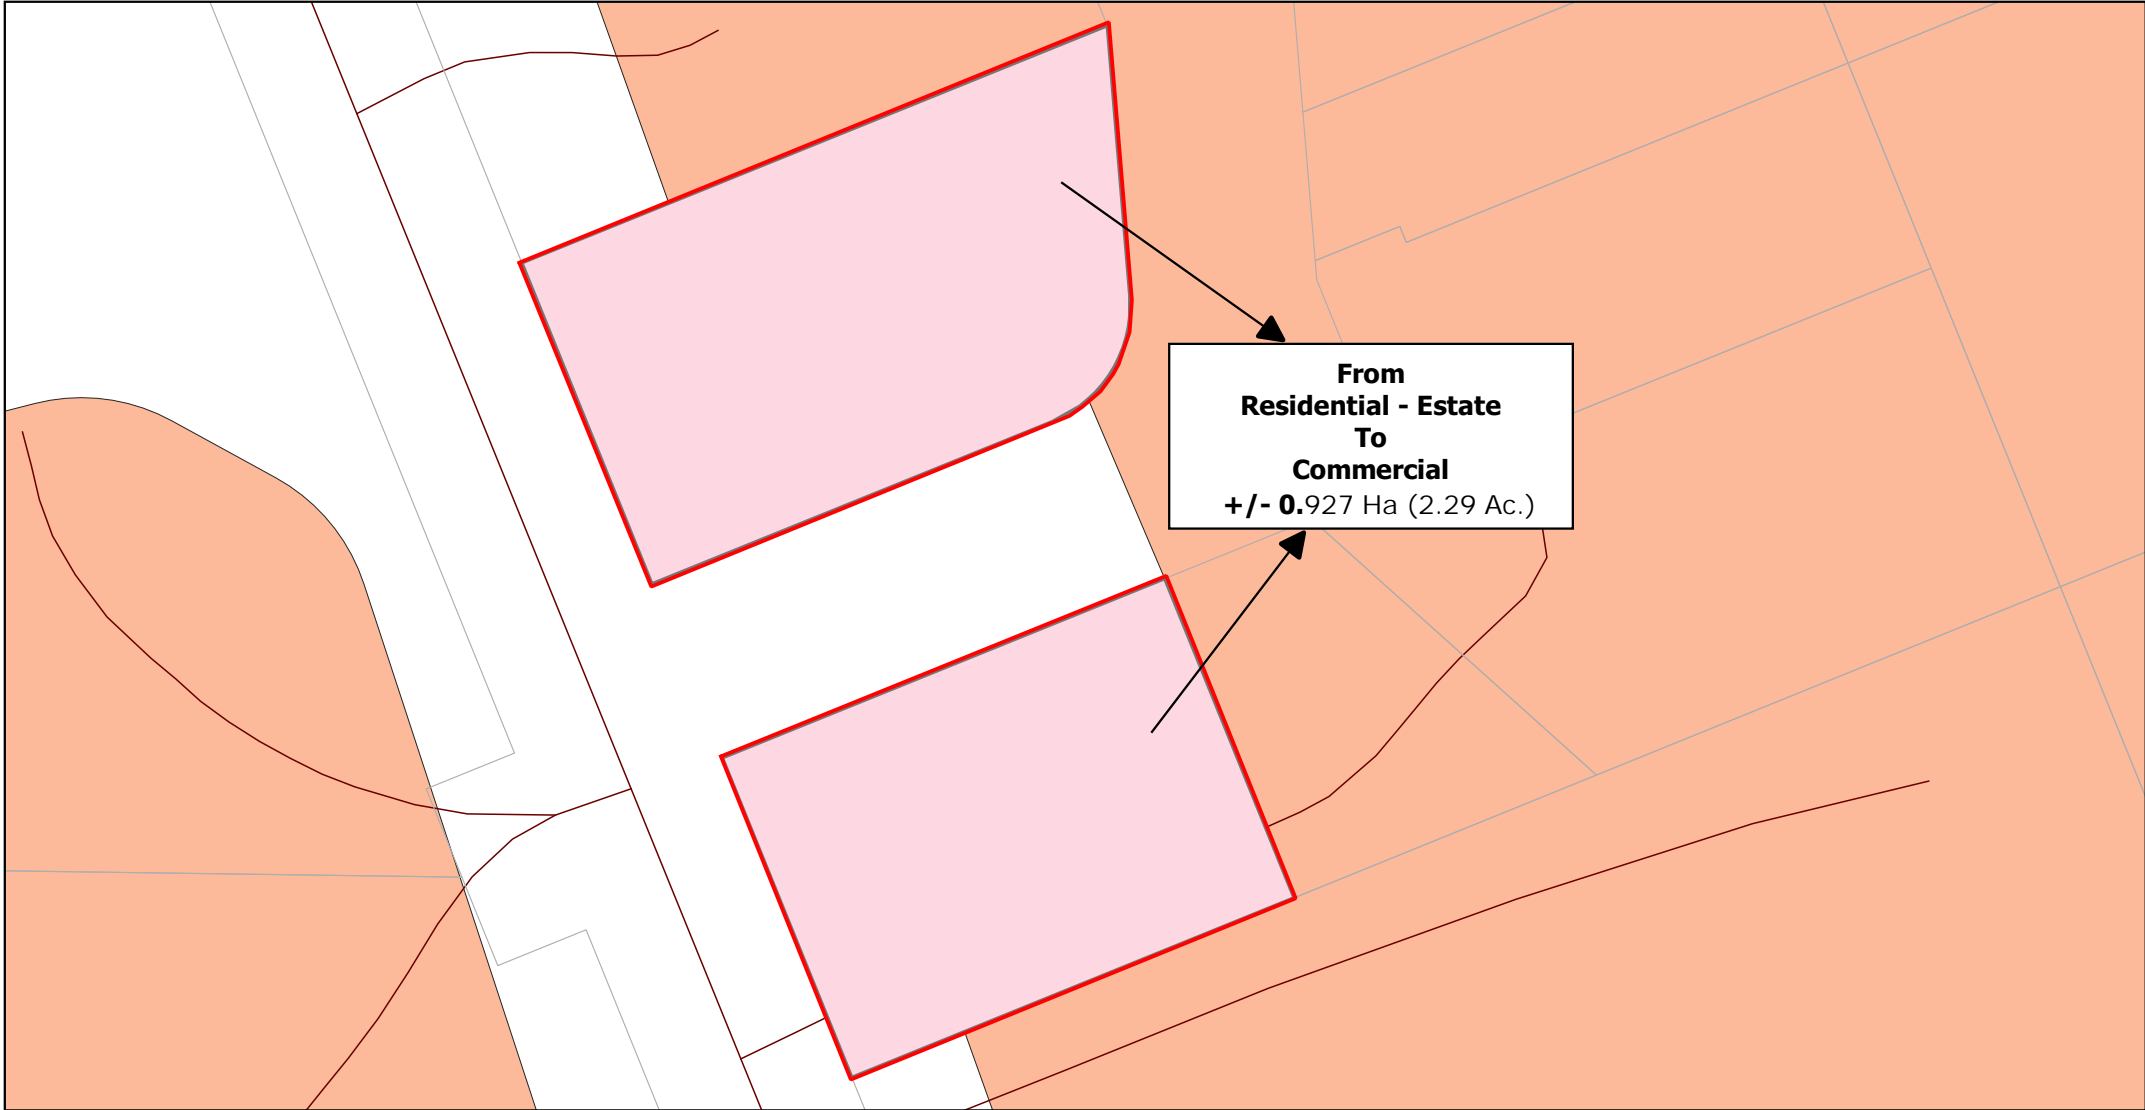 From
Residential - Estate
To
Commercial
+/- 0.927 Ha (2.29 Ac.)